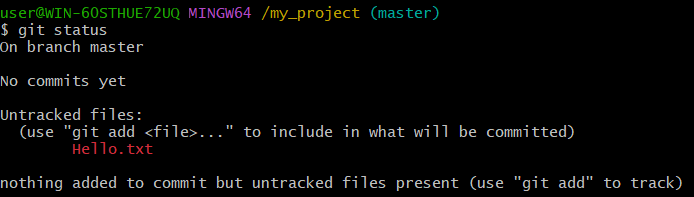 user@WIN-6OSTHUE72UQ MINGW64 /my_project (master)
$ git status
On branch master
No commits yet
Untracked files:
(use "git add <file>..." to include in what will be committed)
Hello.txt
nothing added to commit but untracked files present (use "git add" to track)